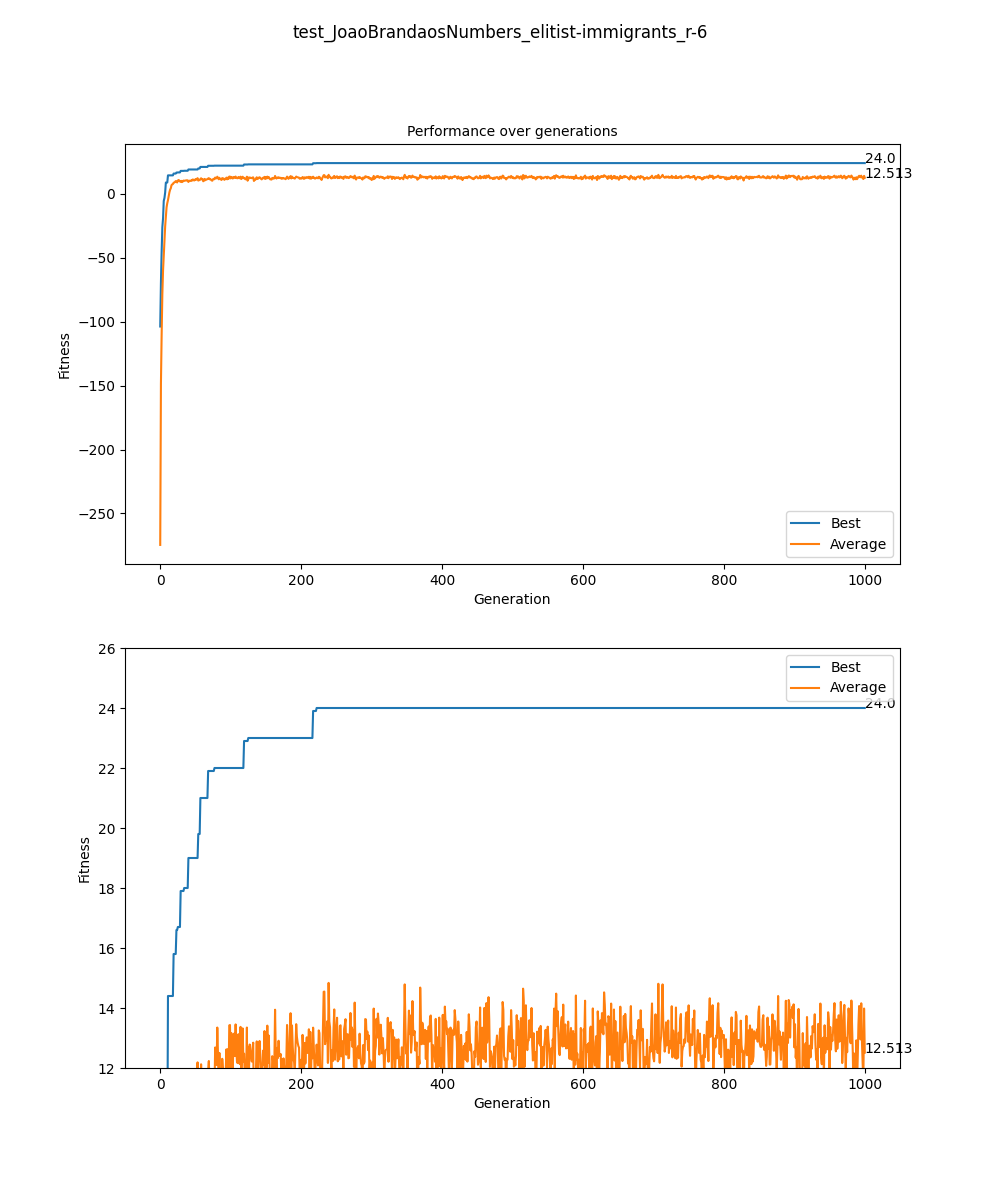 test_JoaoBrandaosNumbers_elitist-immigrants_r-6
Performance over generations
24.0
12.513
0
−50
−100
−150
−200
−250
Fitness
Best
Average
0 200 400 600 800 1000
Generation
26
24
22
20
18
16
14
12
Fitness
Best
Average
24.0
12.513
0 200 400 600 800 1000
Generation